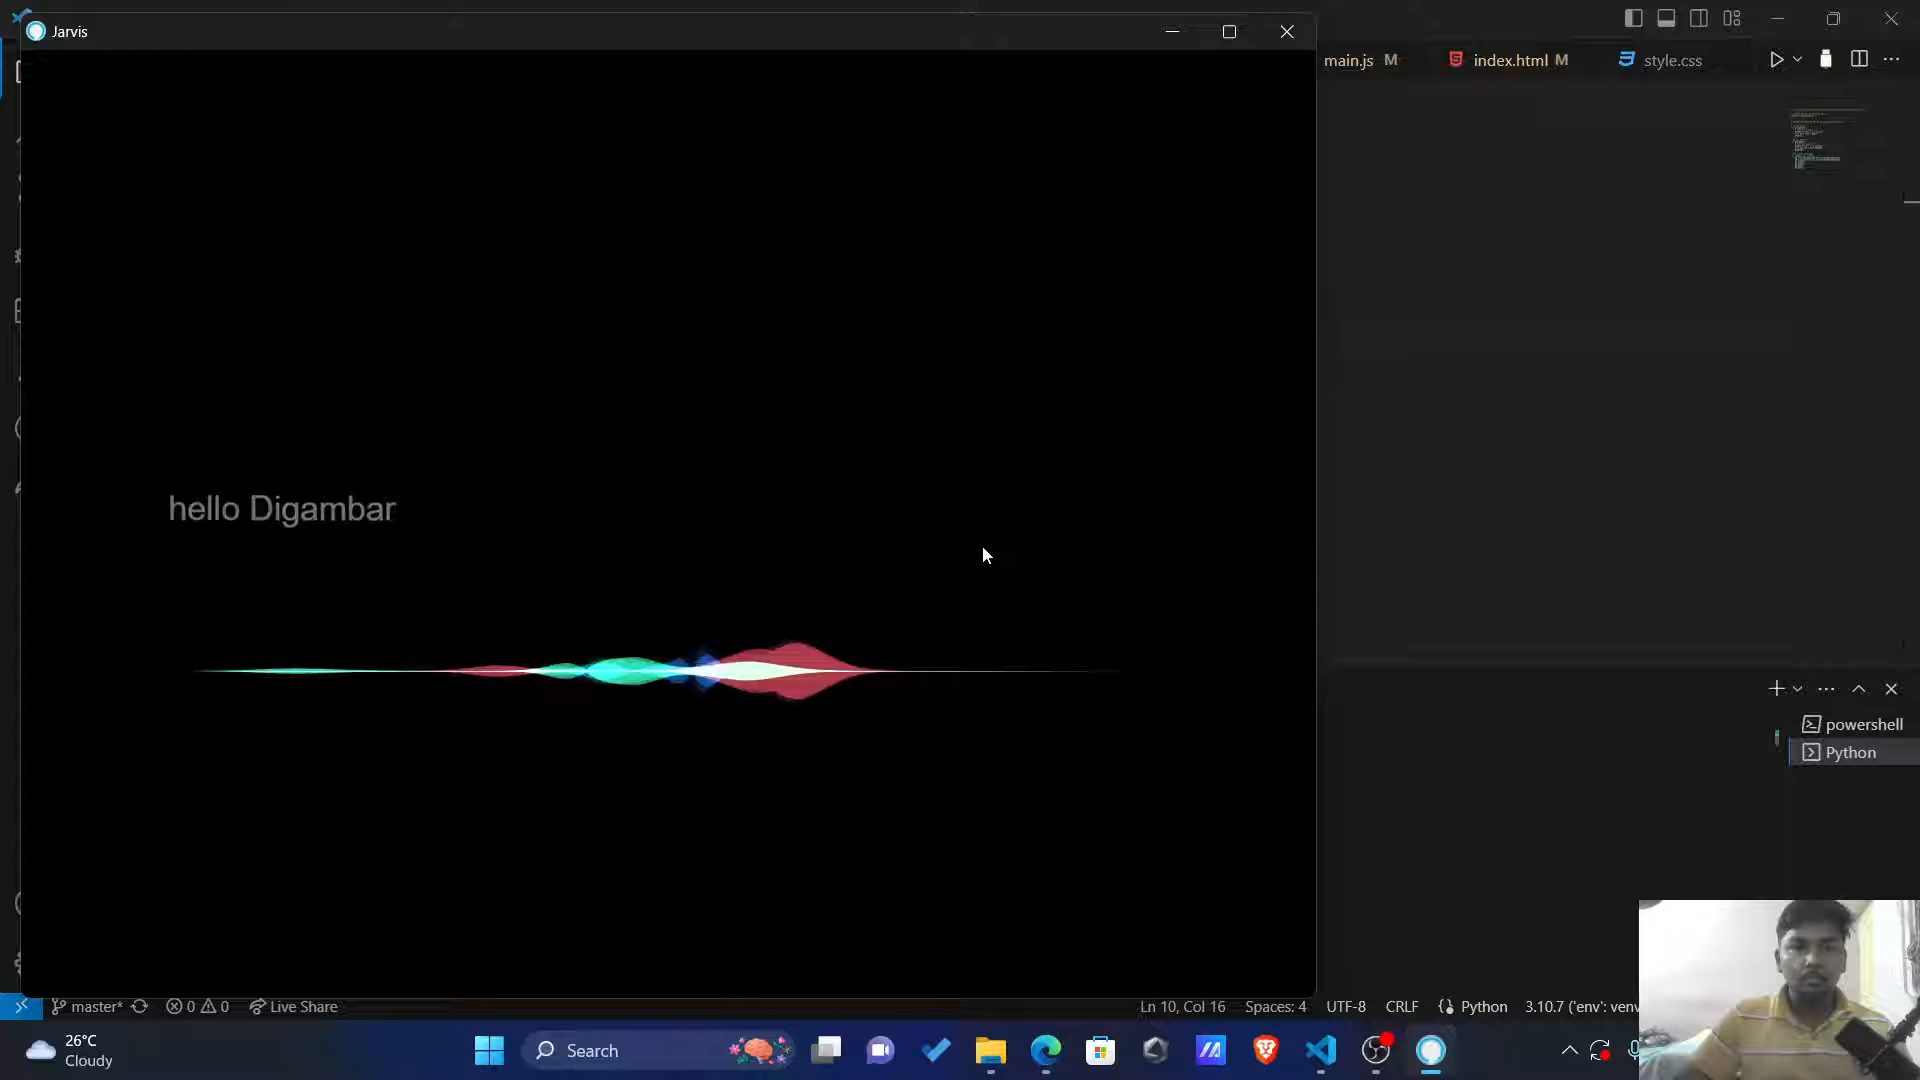 Jarvis
main.js M
index.html M
style.css
hello Digambar
powershell
Python
master*
0
0
Live Share
Ln 10, Col 16
Spaces: 4
UTF-8
CRLF
Python
3.10.7 ('env': venv
26°C
Cloudy
Search